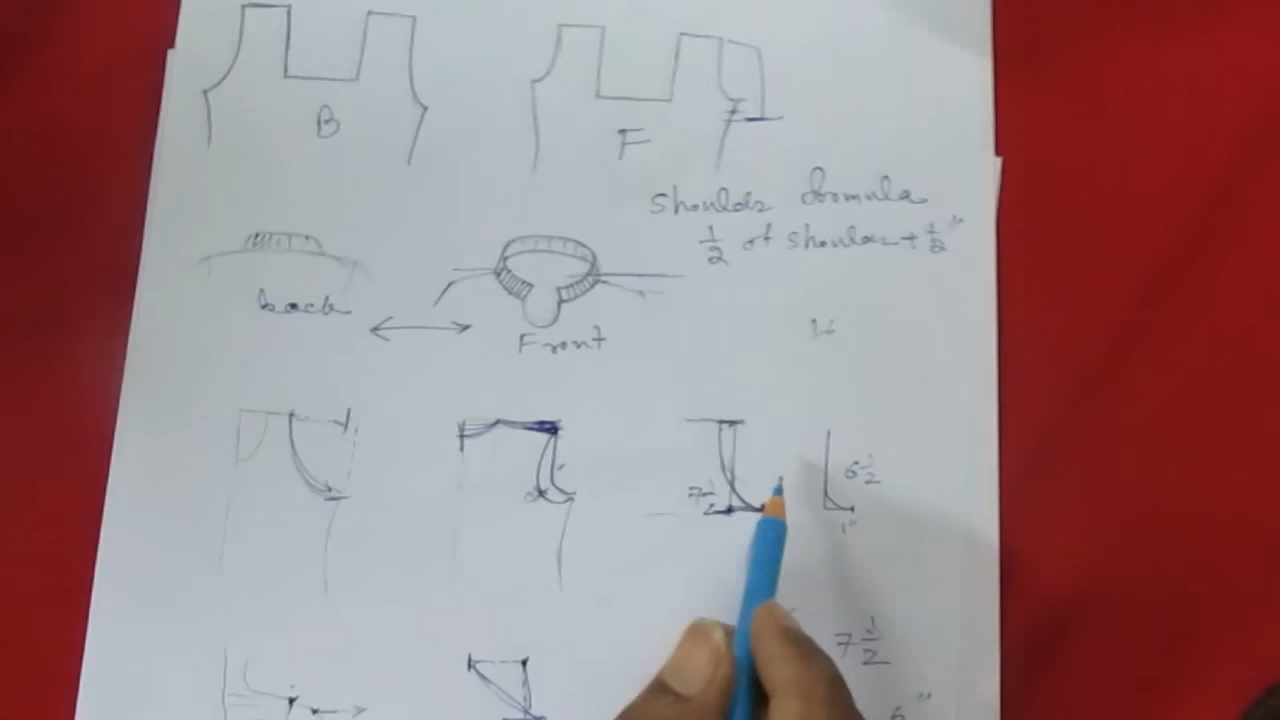 B
F
Shoulder formula
1/2 of Shoulder + 1/2"
back
Front
16
7 1/2
6 1/2
1"
7 1/2
6"